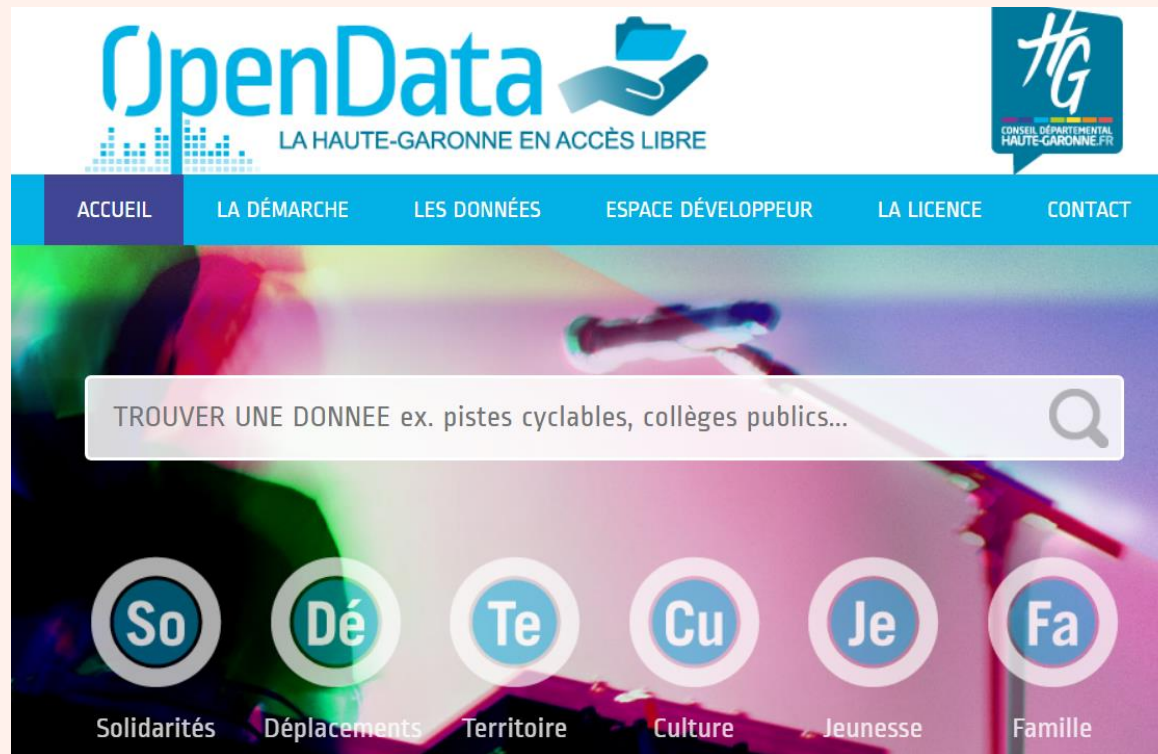 OpenData
LA HAUTE-GARONNE EN ACCÈS LIBRE
HG
CONSEIL DÉPARTEMENTAL
HAUTE-GARONNE.FR
ACCUEIL LA DÉMARCHE LES DONNÉES ESPACE DÉVELOPPEUR LA LICENCE CONTACT
TROUVER UNE DONNEE ex. pistes cyclables, collèges publics...
So Dé Te Cu Je Fa
Solidarités Déplacements Territoire Culture Jeunesse Famille